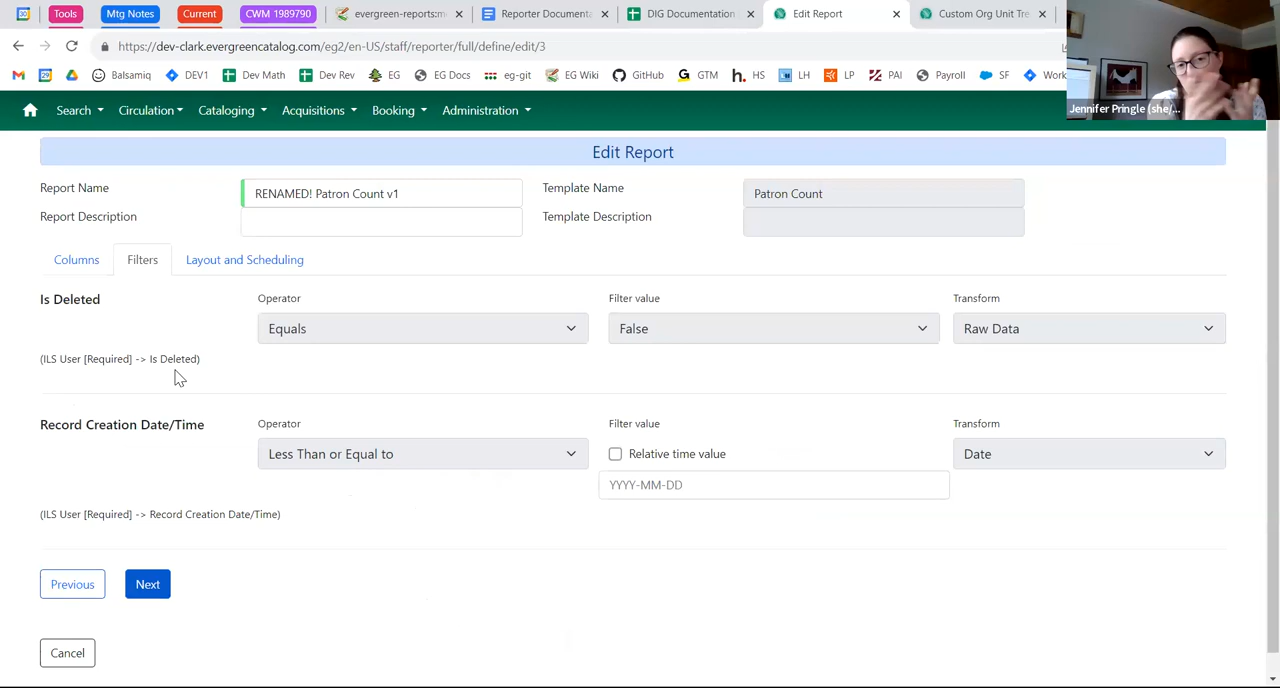 Tools
Mtg Notes
Current
CWM 1989790
evergreen-reports:m
Reporter Documenta
DIG Documentation
Edit Report
Custom Org Unit Tre
https://dev-clark.evergreencatalog.com/eg2/en-US/staff/reporter/full/define/edit/3
Balsamiq
DEV1
Dev Math
Dev Rev
EG
EG Docs
eg-git
EG Wiki
GitHub
GTM
HS
LH
LP
PAI
Payroll
SF
Work
Jennifer Pringle (she/...
Search
Circulation
Cataloging
Acquisitions
Booking
Administration
Edit Report
Report Name
RENAMED! Patron Count v1
Template Name
Patron Count
Report Description
Template Description
Columns
Filters
Layout and Scheduling
Is Deleted
Operator
Filter value
Transform
Equals
False
Raw Data
(ILS User [Required] -> Is Deleted)
Record Creation Date/Time
Operator
Filter value
Transform
Less Than or Equal to
Relative time value
Date
YYYY-MM-DD
(ILS User [Required] -> Record Creation Date/Time)
Previous
Next
Cancel